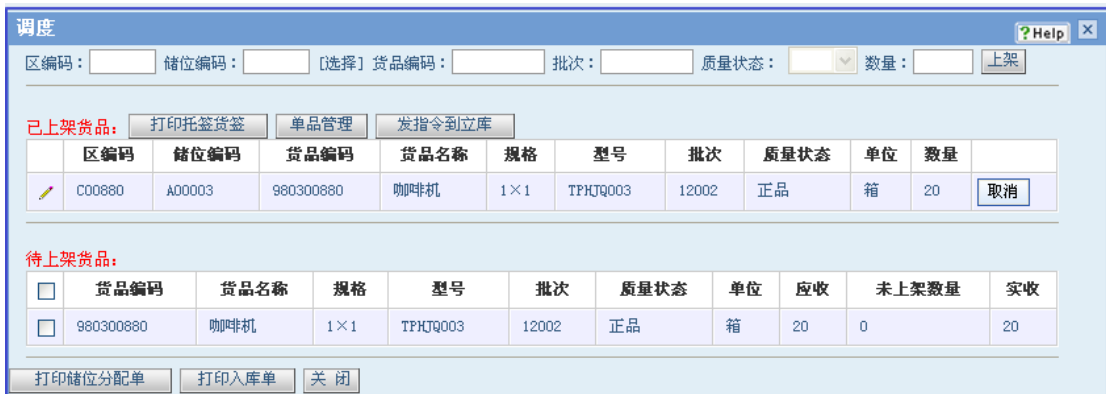 调度 ?Help ×
区编码： 储位编码： [选择] 货品编码： 批次： 质量状态： 数量： 上架
已上架货品： 打印托签货签 单品管理 发指令到立库
区编码 储位编码 货品编码 货品名称 规格 型号 批次 质量状态 单位 数量
C00880 A00003 980300880 咖啡机 1×1 TPHJQ003 12002 正品 箱 20 取消
待上架货品：
货品编码 货品名称 规格 型号 批次 质量状态 单位 应收 未上架数量 实收
980300880 咖啡机 1×1 TPHJQ003 12002 正品 箱 20 0 20
打印储位分配单 打印入库单 关 闭